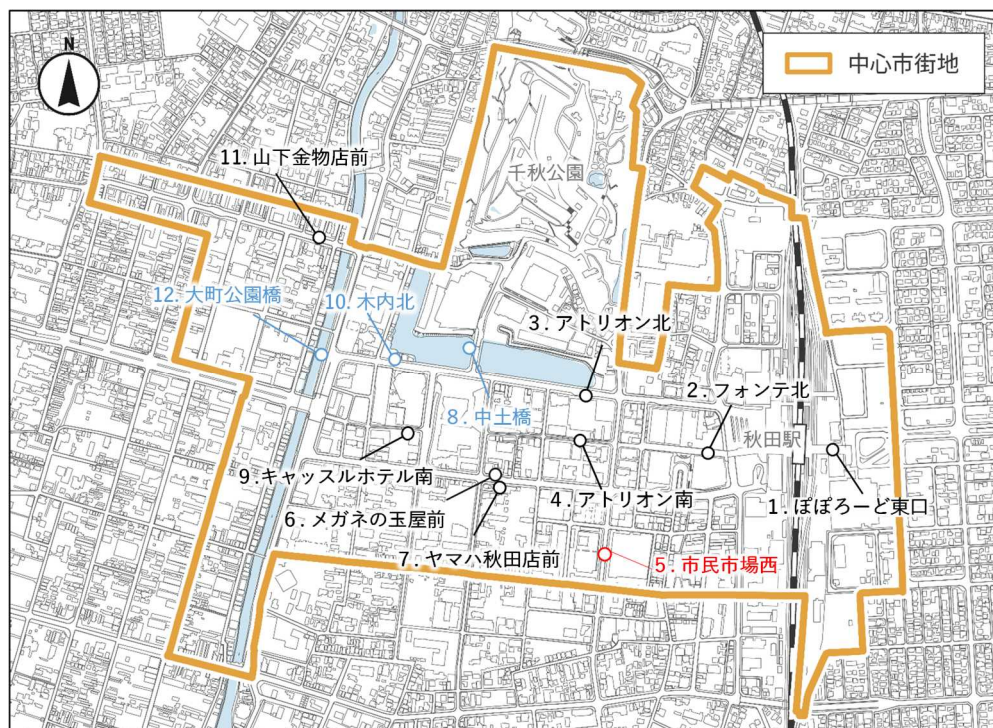 N
中心市街地
千秋公園
11. 山下金物店前
12. 大町公園橋
10. 木内北
3. アトリオン北
2. フォンテ北
8. 中土橋
秋田駅
9.キャッスルホテル南
4. アトリオン南
1. ぽぽろーど東口
6. メガネの玉屋前
7. ヤマハ秋田店前
5. 市民市場西